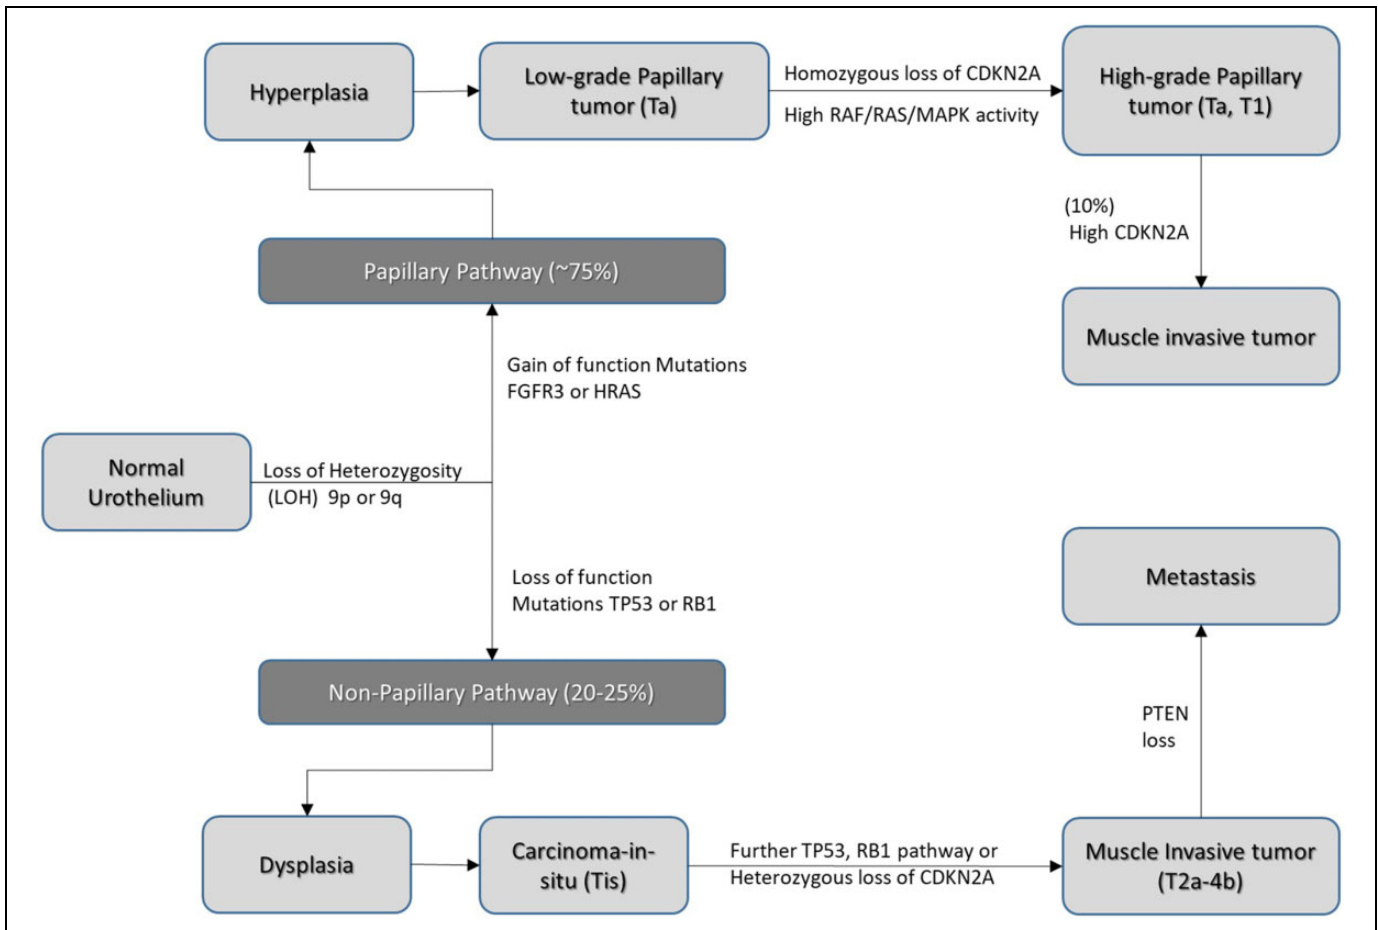 Hyperplasia
Low-grade Papillary
tumor (Ta)
Homozygous loss of CDKN2A
High RAF/RAS/MAPK activity
High-grade Papillary
tumor (Ta, T1)
(10%)
High CDKN2A
Muscle invasive tumor
Papillary Pathway (~75%)
Gain of function Mutations
FGFR3 or HRAS
Normal
Urothelium
Loss of Heterozygosity
(LOH) 9p or 9q
Loss of function
Mutations TP53 or RB1
Non-Papillary Pathway (20-25%)
Dysplasia
Carcinoma-in-
situ (Tis)
Further TP53, RB1 pathway or
Heterozygous loss of CDKN2A
Muscle Invasive tumor
(T2a-4b)
PTEN
loss
Metastasis